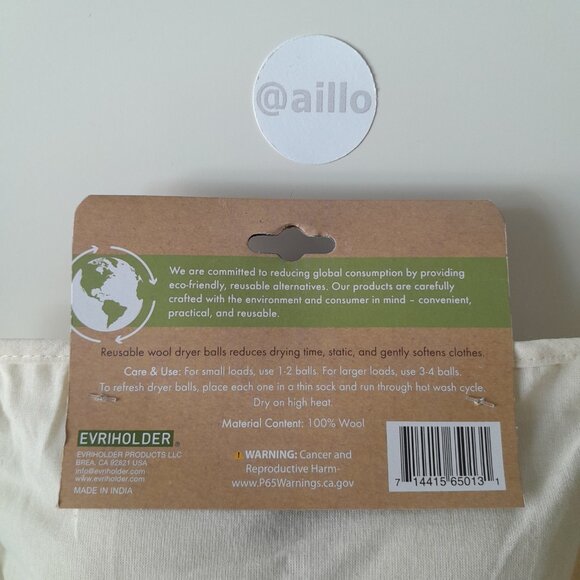 @aillo
We are committed to reducing global consumption by providing
eco-friendly, reusable alternatives. Our products are carefully
crafted with the environment and consumer in mind – convenient,
practical, and reusable.
Reusable wool dryer balls reduces drying time, static, and gently softens clothes.
Care & Use: For small loads, use 1-2 balls. For larger loads, use 3-4 balls.
To refresh dryer balls, place each one in a thin sock and run through hot wash cycle.
Dry on high heat.
Material Content: 100% Wool
EVRIHOLDER®
EVRIHOLDER PRODUCTS LLC
BREA, CA 92821 USA
info@evriholder.com
www.evriholder.com
MADE IN INDIA
WARNING: Cancer and
Reproductive Harm-
www.P65Warnings.ca.gov
7 14415 65013 1